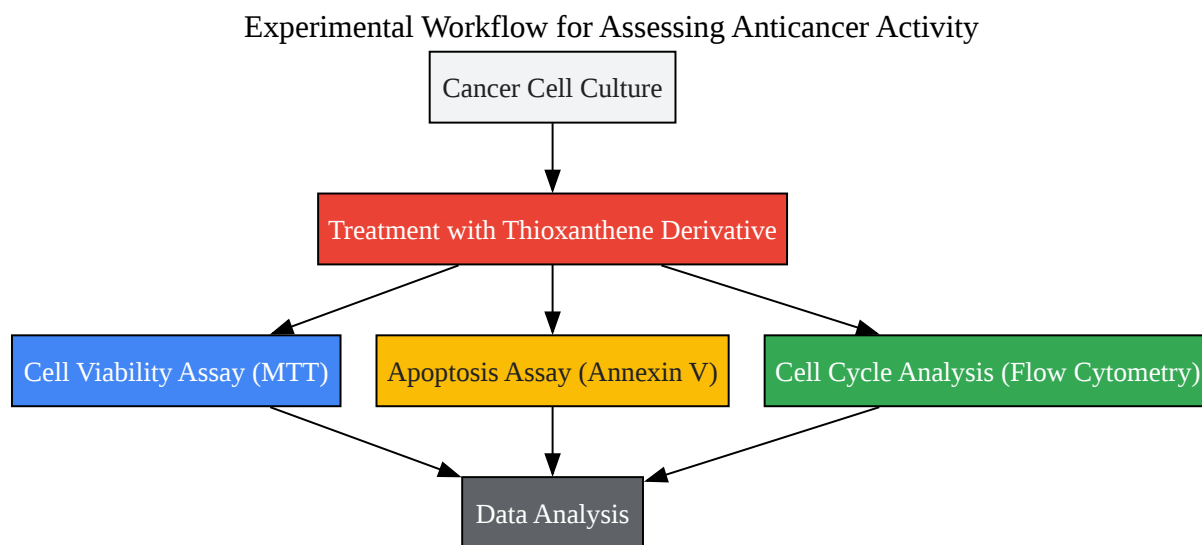 Experimental Workflow for Assessing Anticancer Activity
Cancer Cell Culture
Treatment with Thioxanthene Derivative
Cell Viability Assay (MTT)
Apoptosis Assay (Annexin V)
Cell Cycle Analysis (Flow Cytometry)
Data Analysis